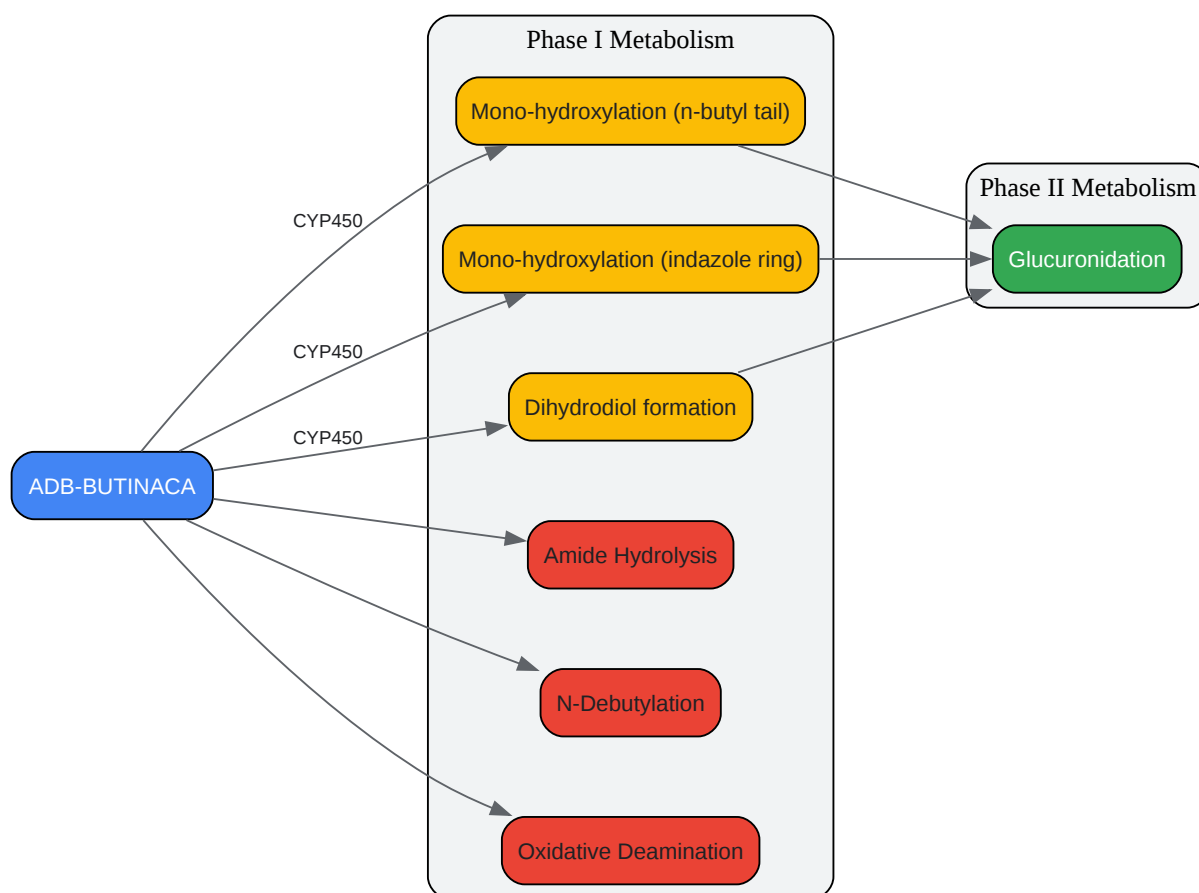 Phase I Metabolism
Mono-hydroxylation (n-butyl tail)
Phase II Metabolism
CYP450
Mono-hydroxylation (indazole ring)
Glucuronidation
CYP450
Dihydrodiol formation
CYP450
ADB-BUTINACA
Amide Hydrolysis
N-Debutylation
Oxidative Deamination